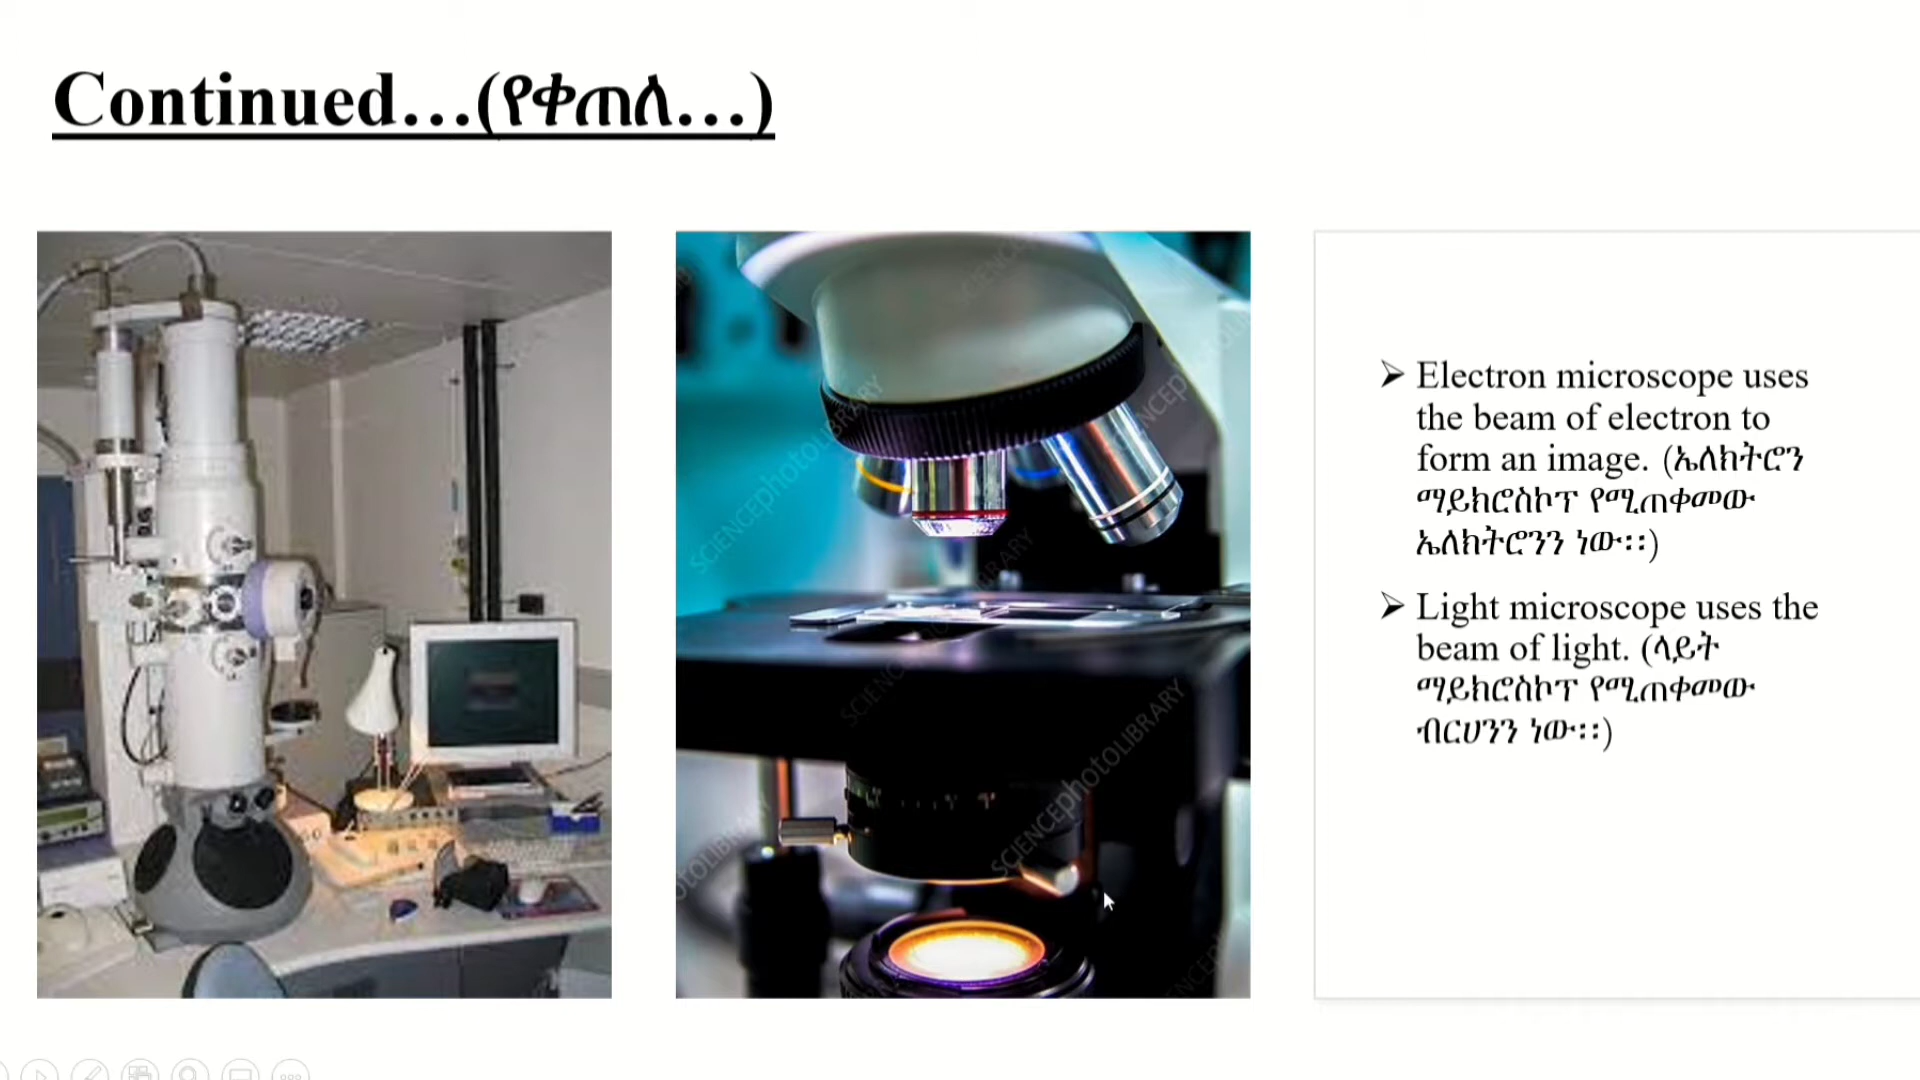 Continued…(የቀጠለ…)
SCIENCEphotoLIBRARY
SCIENCEphotoLIBRARY
➢ Electron microscope uses
the beam of electron to
form an image. (ኤለክትሮን
ማይክሮስኮፕ የሚጠቀመው
ኤለክትሮንን ነው፡፡)
➢ Light microscope uses the
beam of light. (ላይት
ማይክሮስኮፕ የሚጠቀመው
ብርሀንን ነው፡፡)